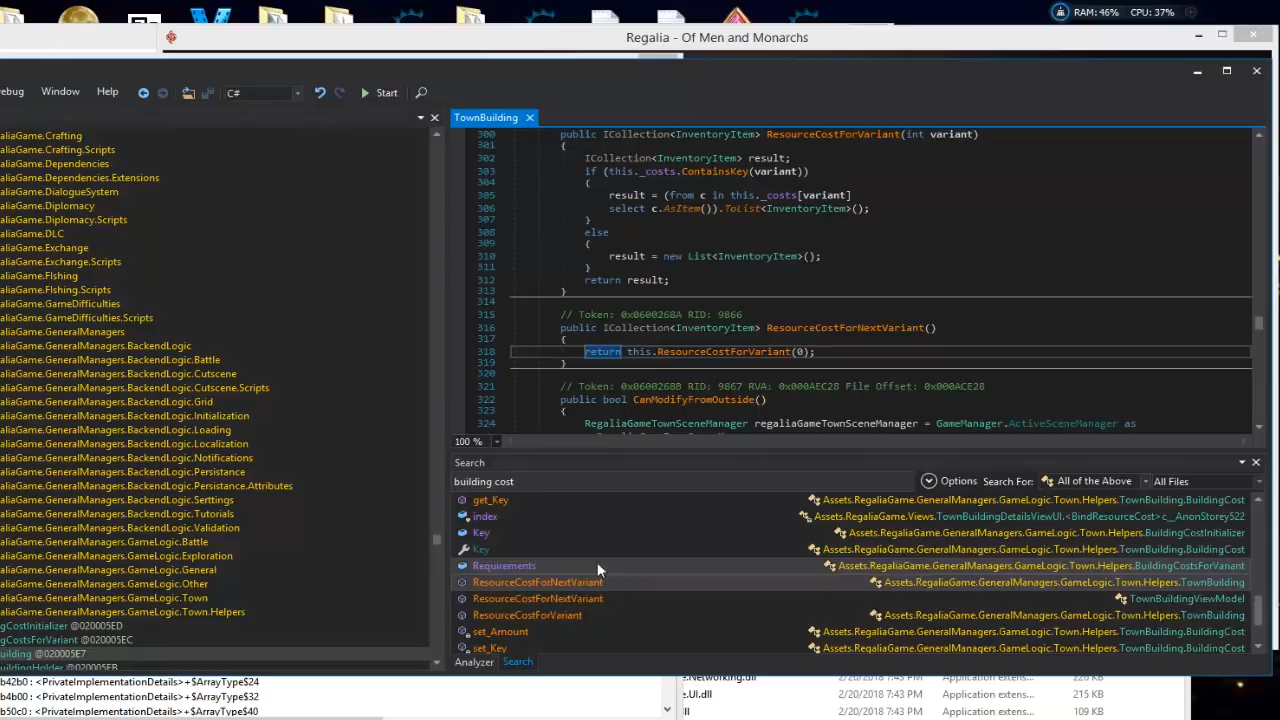 RAM: 46% CPU: 37%
Regalia - Of Men and Monarchs
ebug Window Help C# Start
TownBuilding
aliaGame.Crafting
aliaGame.Crafting.Scripts
aliaGame.Dependencies
aliaGame.Dependencies.Extensions
aliaGame.DialogueSystem
aliaGame.Diplomacy
aliaGame.Diplomacy.Scripts
aliaGame.DLC
aliaGame.Exchange
aliaGame.Exchange.Scripts
aliaGame.FIshing
aliaGame.FIshing.Scripts
aliaGame.GameDifficulties
aliaGame.GameDifficulties.Scripts
aliaGame.GeneralManagers
aliaGame.GeneralManagers.BackendLogic
aliaGame.GeneralManagers.BackendLogic.Battle
aliaGame.GeneralManagers.BackendLogic.Cutscene
aliaGame.GeneralManagers.BackendLogic.Cutscene.Scripts
aliaGame.GeneralManagers.BackendLogic.Grid
aliaGame.GeneralManagers.BackendLogic.Initialization
aliaGame.GeneralManagers.BackendLogic.Loading
aliaGame.GeneralManagers.BackendLogic.Localization
aliaGame.GeneralManagers.BackendLogic.Notifications
aliaGame.GeneralManagers.BackendLogic.Persistance
aliaGame.GeneralManagers.BackendLogic.Persistance.Attributes
aliaGame.GeneralManagers.BackendLogic.Serttings
aliaGame.GeneralManagers.BackendLogic.Tutorials
aliaGame.GeneralManagers.BackendLogic.Validation
aliaGame.GeneralManagers.GameLogic.Battle
aliaGame.GeneralManagers.GameLogic.Exploration
aliaGame.GeneralManagers.GameLogic.General
aliaGame.GeneralManagers.GameLogic.Other
aliaGame.GeneralManagers.GameLogic.Town
aliaGame.GeneralManagers.GameLogic.Town.Helpers
gCostInitializer @020005ED
gCostsForVariant @020005EC
uilding @020005E7
uildingHolder @020005EB
300 public ICollection<InventoryItem> ResourceCostForVariant(int variant)
301 {
302 ICollection<InventoryItem> result;
303 if (this._costs.ContainsKey(variant))
304 {
305 result = (from c in this._costs[variant]
306 select c.AsItem()).ToList<InventoryItem>();
307 }
308 else
309 {
310 result = new List<InventoryItem>();
311 }
312 return result;
313 }
314
315 // Token: 0x0600268A RID: 9866
316 public ICollection<InventoryItem> ResourceCostForNextVariant()
317 {
318 return this.ResourceCostForVariant(0);
319 }
320
321 // Token: 0x0600268B RID: 9867 RVA: 0x000AEC28 File Offset: 0x000ACE28
322 public bool CanModifyFromOutside()
323 {
324 RegaliaGameTownSceneManager regaliaGameTownSceneManager = GameManager.ActiveSceneManager as
100 %
Search
building cost Options Search For: All of the Above All Files
get_Key Assets.RegaliaGame.GeneralManagers.GameLogic.Town.Helpers.TownBuilding.BuildingCost
index Assets.RegaliaGame.Views.TownBuildingDetailsViewUI.<BindResourceCost>c__AnonStorey522
Key Assets.RegaliaGame.GeneralManagers.GameLogic.Town.Helpers.BuildingCostInitializer
Key Assets.RegaliaGame.GeneralManagers.GameLogic.Town.Helpers.TownBuilding.BuildingCost
Requirements Assets.RegaliaGame.GeneralManagers.GameLogic.Town.Helpers.BuildingCostsForVariant
ResourceCostForNextVariant Assets.RegaliaGame.GeneralManagers.GameLogic.Town.Helpers.TownBuilding
ResourceCostForNextVariant TownBuildingViewModel
ResourceCostForVariant Assets.RegaliaGame.GeneralManagers.GameLogic.Town.Helpers.TownBuilding
set_Amount Assets.RegaliaGame.GeneralManagers.GameLogic.Town.Helpers.TownBuilding.BuildingCost
set_Key Assets.RegaliaGame.GeneralManagers.GameLogic.Town.Helpers.TownBuilding.BuildingCost
Analyzer Search
b42b0 : <PrivateImplementationDetails>+$ArrayType$24
b4b00 : <PrivateImplementationDetails>+$ArrayType$32
b50c0 : <PrivateImplementationDetails>+$ArrayType$40
.Networking.dll 2/20/2018 7:43 PM Application extens... 226 KB
.UI.dll 2/20/2018 7:43 PM Application extens... 215 KB
dll 2/20/2018 7:43 PM Application extens... 87 KB